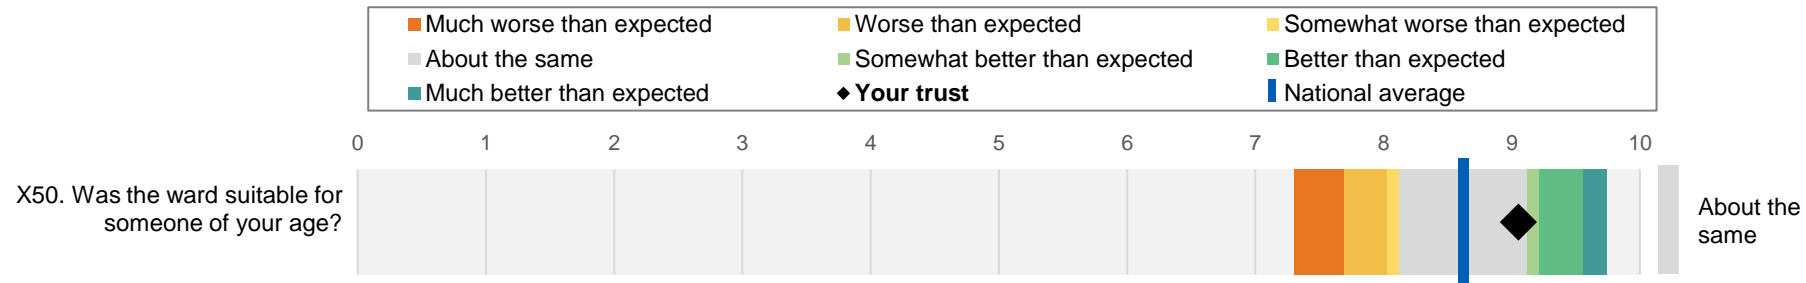 Much worse than expected
Worse than expected
Somewhat worse than expected
About the same
Somewhat better than expected
Better than expected
Much better than expected
Your trust
National average
0 1 2 3 4 5 6 7 8 9 10
X50. Was the ward suitable for
someone of your age?
About the
same